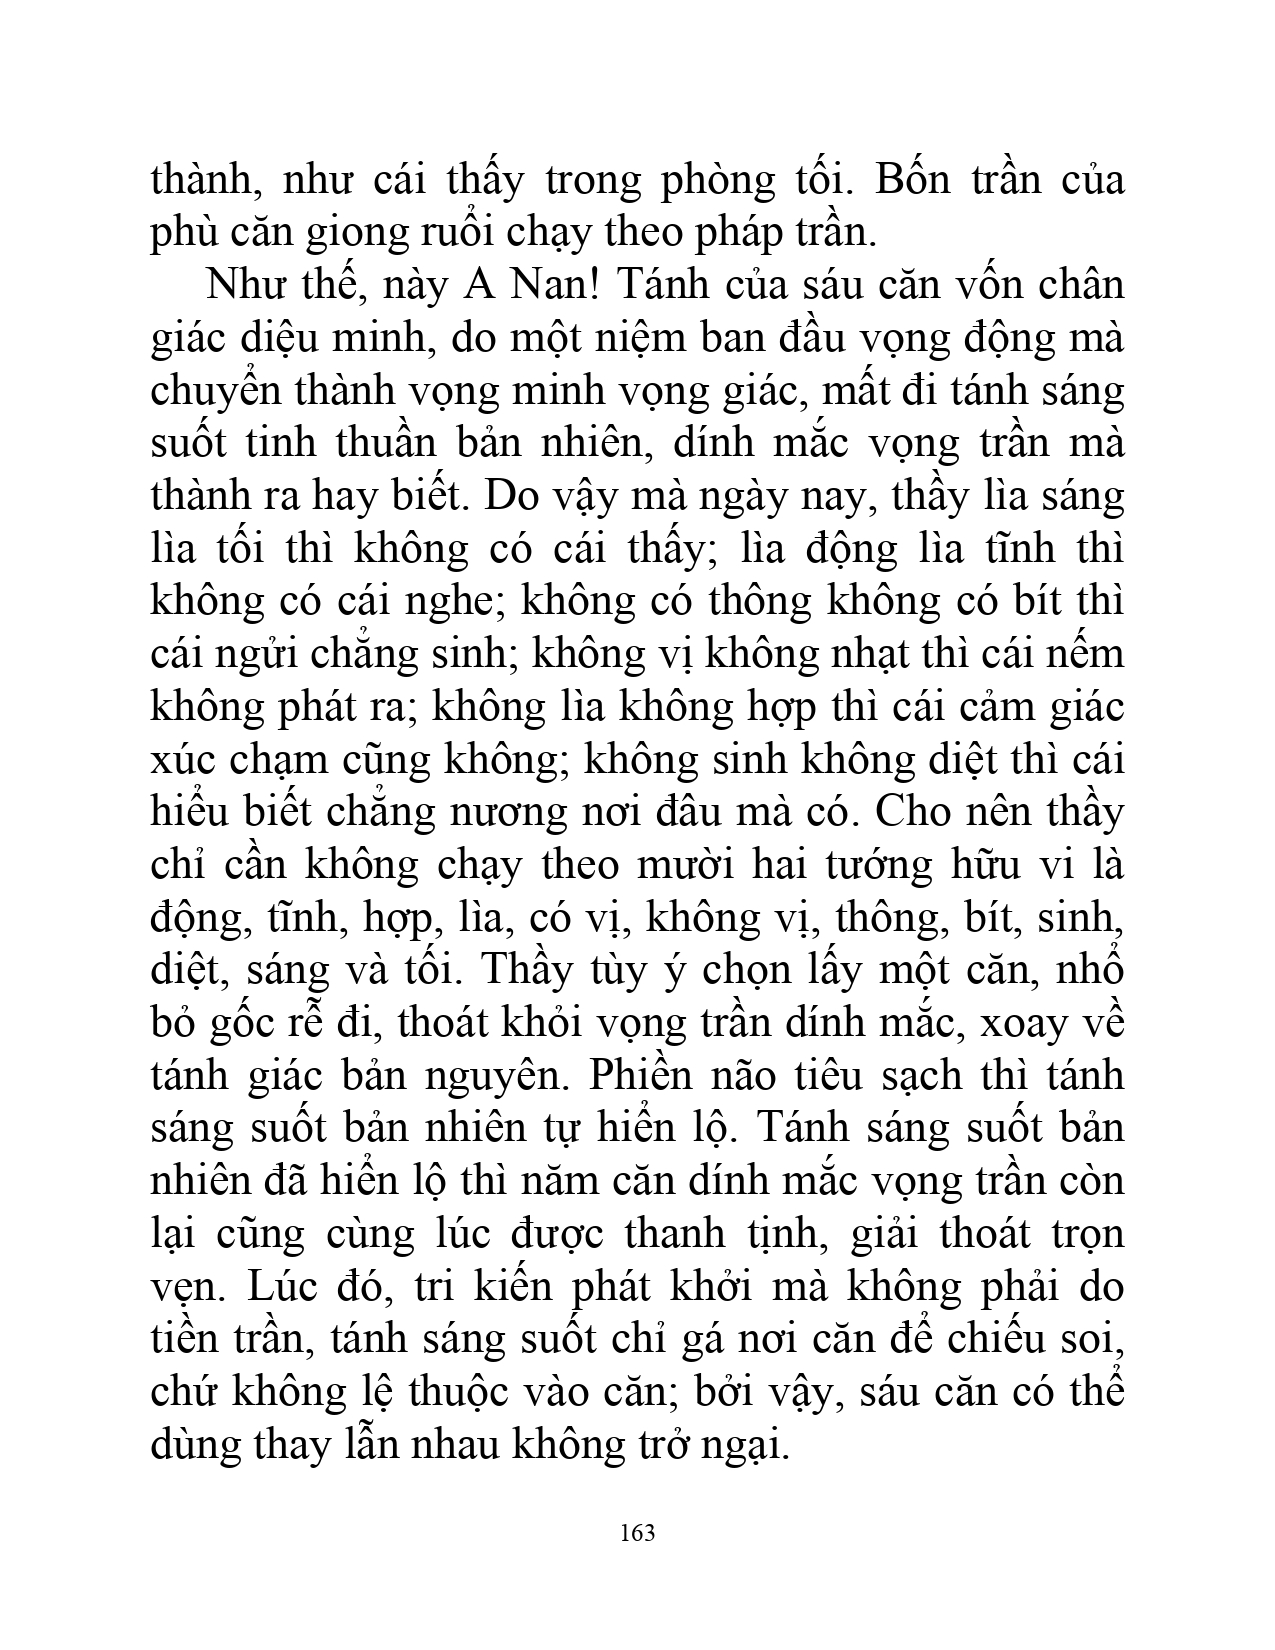 thành, như cái thấy trong phòng tối. Bốn trần của
phù căn giong ruổi chạy theo pháp trần.
Như thế, này A Nan! Tánh của sáu căn vốn chân
giác diệu minh, do một niệm ban đầu vọng động mà
chuyển thành vọng minh vọng giác, mất đi tánh sáng
suốt tinh thuần bản nhiên, dính mắc vọng trần mà
thành ra hay biết. Do vậy mà ngày nay, thầy lìa sáng
lìa tối thì không có cái thấy; lìa động lìa tĩnh thì
không có cái nghe; không có thông không có bít thì
cái ngửi chẳng sinh; không vị không nhạt thì cái nếm
không phát ra; không lìa không hợp thì cái cảm giác
xúc chạm cũng không; không sinh không diệt thì cái
hiểu biết chẳng nương nơi đâu mà có. Cho nên thầy
chỉ cần không chạy theo mười hai tướng hữu vi là
động, tĩnh, hợp, lìa, có vị, không vị, thông, bít, sinh,
diệt, sáng và tối. Thầy tùy ý chọn lấy một căn, nhổ
bỏ gốc rễ đi, thoát khỏi vọng trần dính mắc, xoay về
tánh giác bản nguyên. Phiền não tiêu sạch thì tánh
sáng suốt bản nhiên tự hiển lộ. Tánh sáng suốt bản
nhiên đã hiển lộ thì năm căn dính mắc vọng trần còn
lại cũng cùng lúc được thanh tịnh, giải thoát trọn
vẹn. Lúc đó, tri kiến phát khởi mà không phải do
tiền trần, tánh sáng suốt chỉ gá nơi căn để chiếu soi,
chứ không lệ thuộc vào căn; bởi vậy, sáu căn có thể
dùng thay lẫn nhau không trở ngại.
163